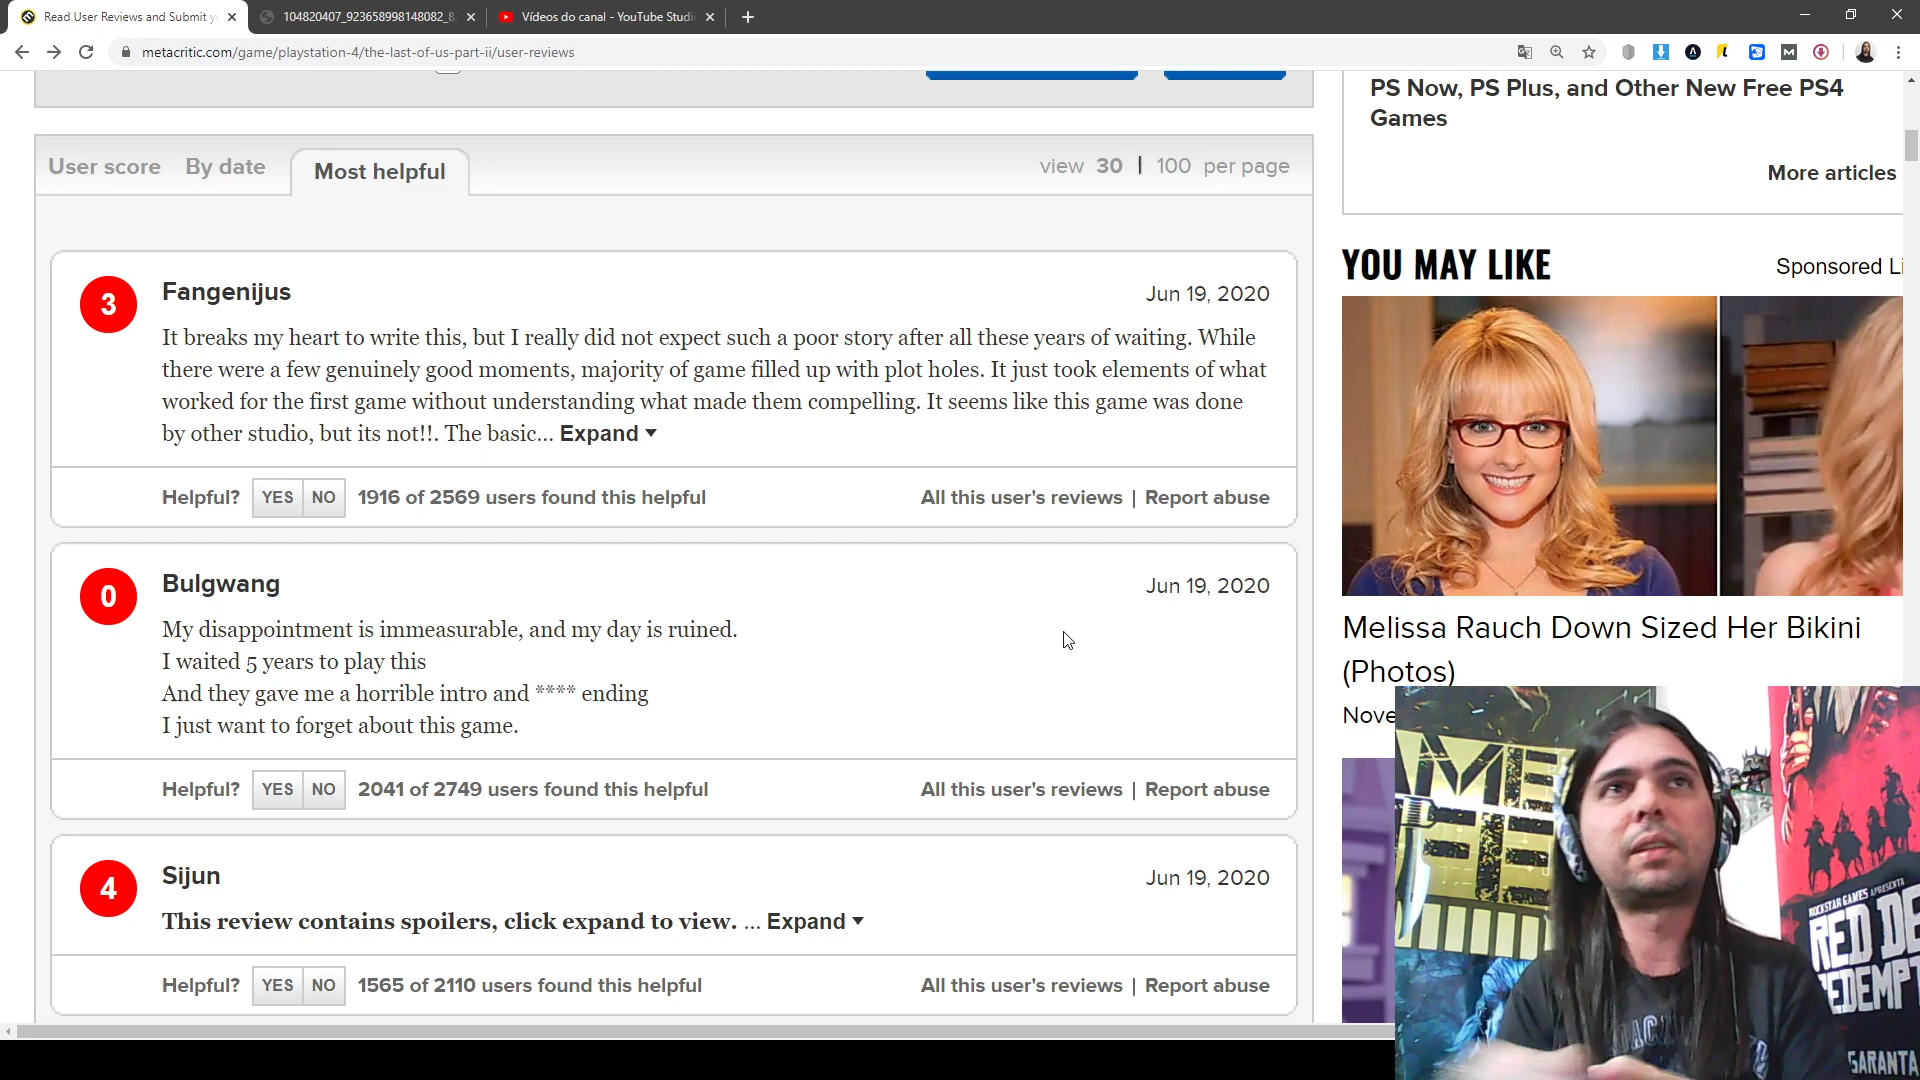 Read User Reviews and Submit y
104820407_923658998148082_8
Vídeos do canal - YouTube Studi
metacritic.com/game/playstation-4/the-last-of-us-part-ii/user-reviews
PS Now, PS Plus, and Other New Free PS4
Games
More articles
User score By date Most helpful view 30 | 100 per page
Fangenijus
Jun 19, 2020
3
It breaks my heart to write this, but I really did not expect such a poor story after all these years of waiting. While
there were a few genuinely good moments, majority of game filled up with plot holes. It just took elements of what
worked for the first game without understanding what made them compelling. It seems like this game was done
by other studio, but its not!!. The basic... Expand
Helpful? YES NO 1916 of 2569 users found this helpful All this user's reviews | Report abuse
Bulgwang
Jun 19, 2020
0
My disappointment is immeasurable, and my day is ruined.
I waited 5 years to play this
And they gave me a horrible intro and **** ending
I just want to forget about this game.
Helpful? YES NO 2041 of 2749 users found this helpful All this user's reviews | Report abuse
Sijun
Jun 19, 2020
4
This review contains spoilers, click expand to view. ... Expand
Helpful? YES NO 1565 of 2110 users found this helpful All this user's reviews | Report abuse
YOU MAY LIKE
Sponsored Li
Melissa Rauch Down Sized Her Bikini
(Photos)
Nove
AME
FE
ROCKSTAR GAMES APRESENTA
RED DE
REDEMPT
GARANTA